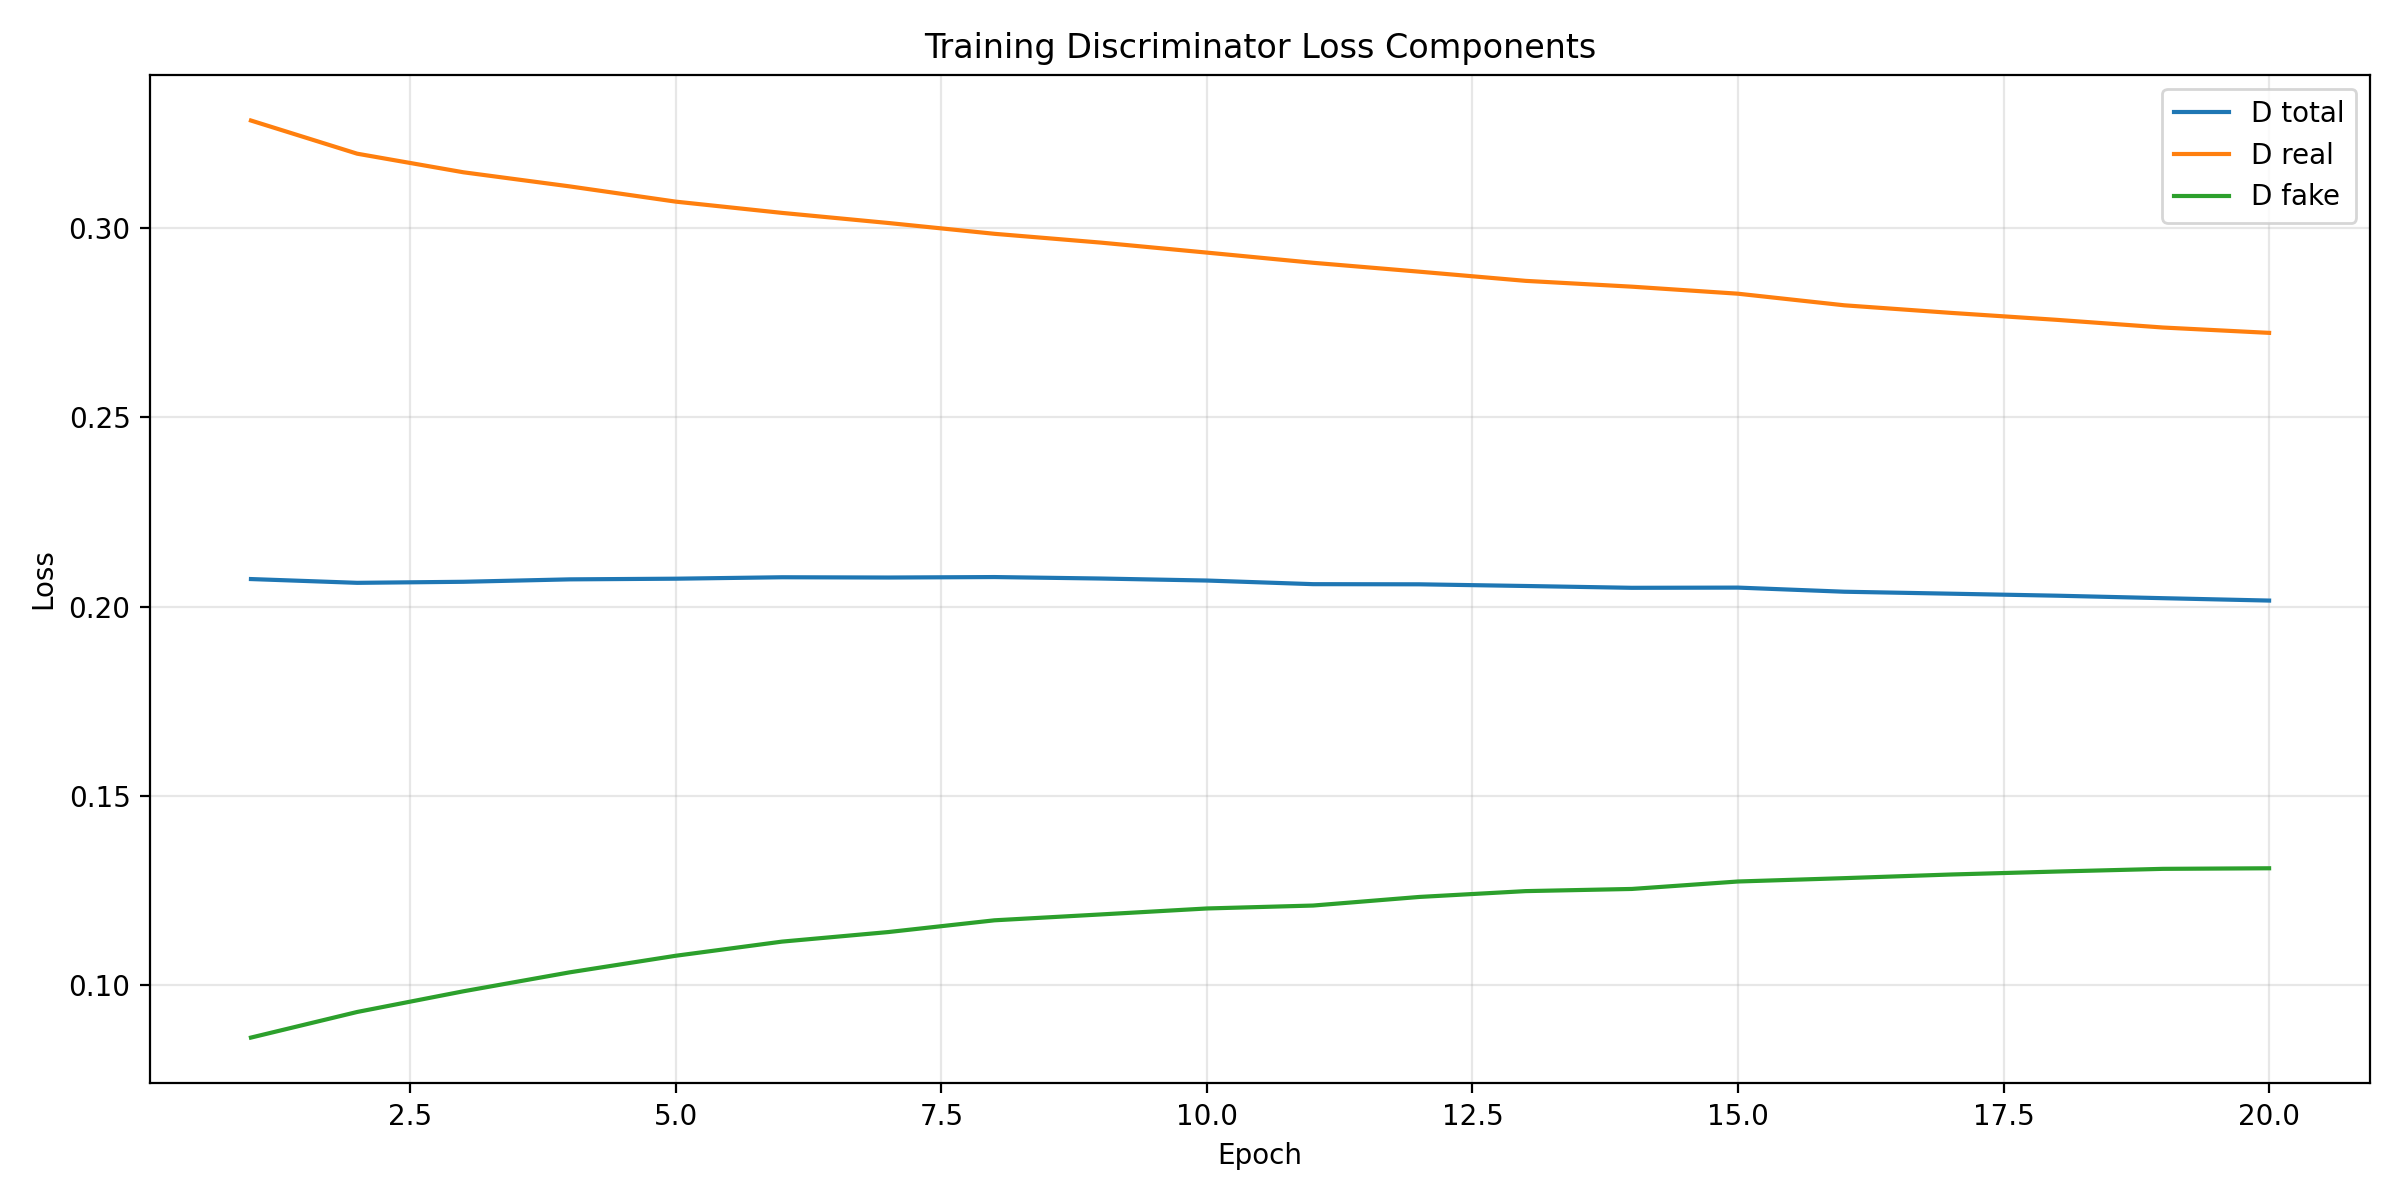 Training Discriminator Loss Components
D total
D real
D fake
Loss
0.30
0.25
0.20
0.15
0.10
2.5
5.0
7.5
10.0
12.5
15.0
17.5
20.0
Epoch